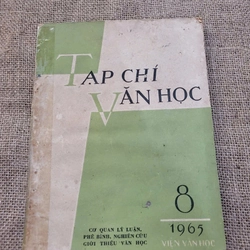 TẠP CHÍ
VĂN HỌC
8
1965
CƠ QUAN LÝ LUẬN,
PHÊ BÌNH, NGHIÊN CỨU,
GIỚI THIỆU VĂN HỌC
VIỆN VĂN HỌC